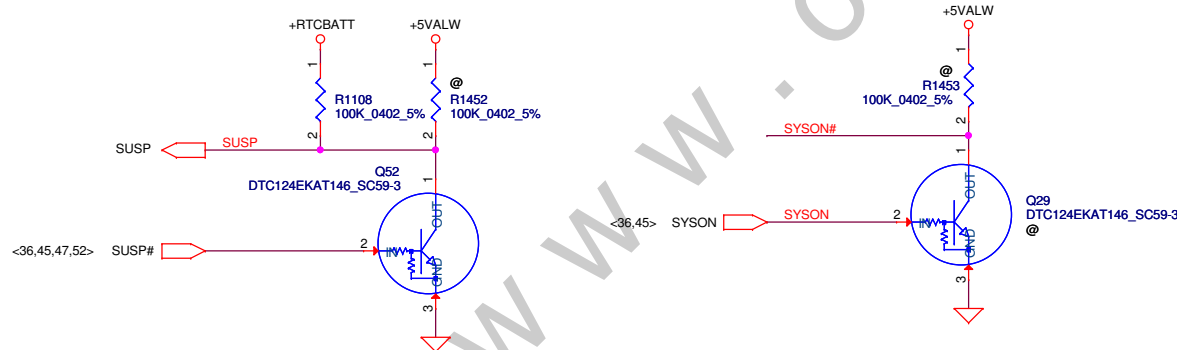 +RTCBATT
+5VALW
+5VALW
1
1
@
R1108
100K_0402_5%
R1452
100K_0402_5%
2
2
1
@
R1453
100K_0402_5%
2
SUSP
SUSP
SYSON#
Q52
DTC124EKAT146_SC59-3
1
OUT
IN
GND
2
3
<36,45,47,52>
SUSP#
1
OUT
IN
GND
2
3
Q29
DTC124EKAT146_SC59-3
@
<36,45>
SYSON
SYSON
w w w . o